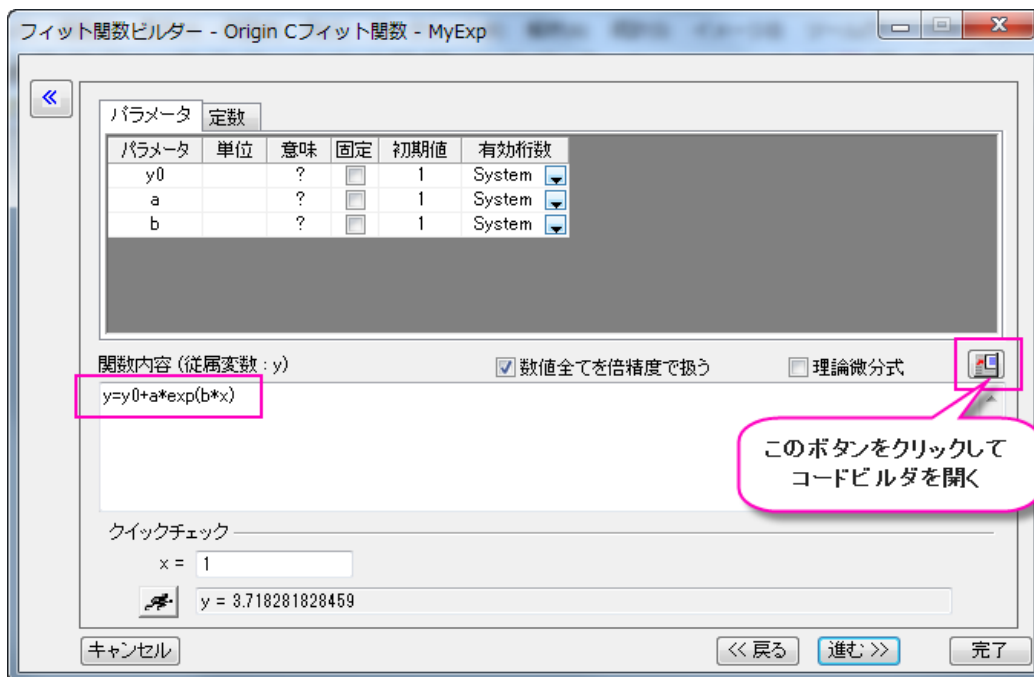 フィット関数ビルダー - Origin Cフィット関数 - MyExp
パラメータ 定数
パラメータ 単位 意味 固定 初期値 有効桁数
y0 ? 1 System
a ? 1 System
b ? 1 System
関数内容 (従属変数 : y) 数値全てを倍精度で扱う 理論微分式
y=y0+a*exp(b*x)
このボタンをクリックして
コードビルダを開く
クイックチェック
x = 1
y = 3.718281828459
キャンセル << 戻る 進む >> 完了